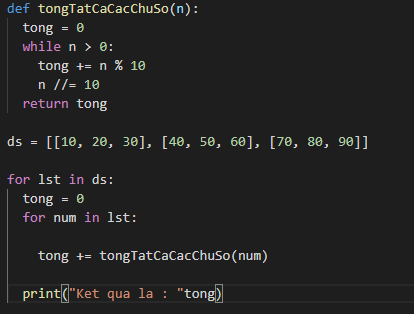 def tongTatCaCacChuSo(n):
  tong = 0
  while n > 0:
    tong += n % 10
    n //= 10
  return tong
ds = [[10, 20, 30], [40, 50, 60], [70, 80, 90]]
for lst in ds:
  tong = 0
  for num in lst:
    tong += tongTatCaCacChuSo(num)
  print("Ket qua la : "tong)